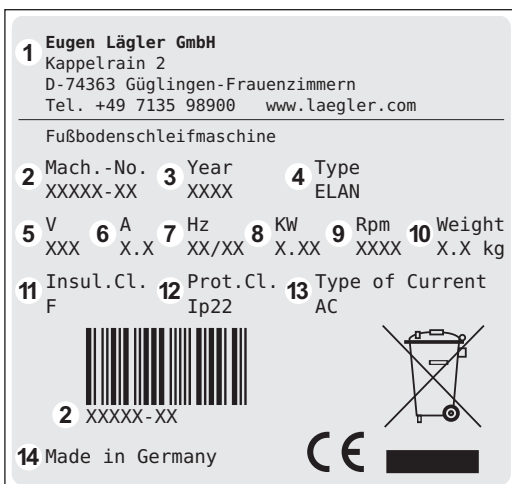 1 Eugen Lägler GmbH
Kappelrain 2
D-74363 Güglingen-Frauenzimmern
Tel. +49 7135 98900 www.laegler.com
Fußbodenschleifmaschine
2 Mach.-No. 3 Year 4 Type
XXXXX-XX XXXX ELAN
5 V 6 A 7 Hz 8 KW 9 Rpm 10 Weight
XXX X.X XX/XX X.XX XXXX X.X kg
11 Insul.Cl. 12 Prot.Cl. 13 Type of Current
F Ip22 AC
2 XXXXX-XX
14 Made in Germany CE